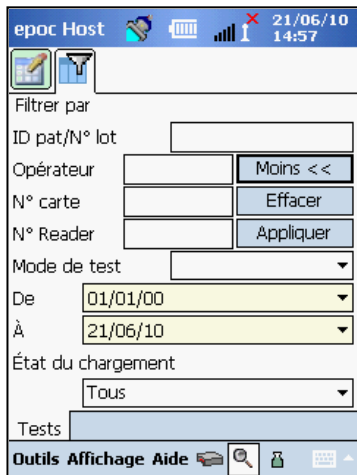 epoc Host 21/06/10
14:57
Filtrer par
ID pat/N° lot
Opérateur Moins <<
N° carte Effacer
N° Reader Appliquer
Mode de test
De 01/01/00
À 21/06/10
État du chargement
Tous
Tests
Outils Affichage Aide